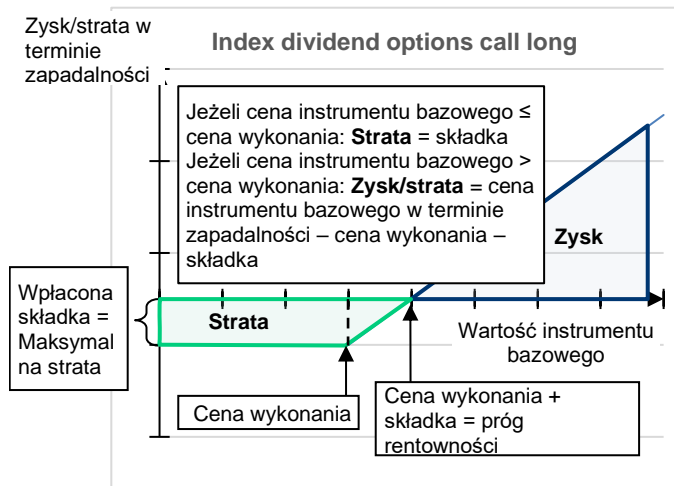 Zysk/strata w
terminie
zapadalności
Index dividend options call long
Jeżeli cena instrumentu bazowego ≤
cena wykonania: Strata = składka
Jeżeli cena instrumentu bazowego >
cena wykonania: Zysk/strata = cena
instrumentu bazowego w terminie
zapadalności – cena wykonania –
składka
Zysk
Wpłacona
składka =
Maksymal
na strata
Strata
Wartość instrumentu
bazowego
Cena wykonania
Cena wykonania +
składka = próg
rentowności